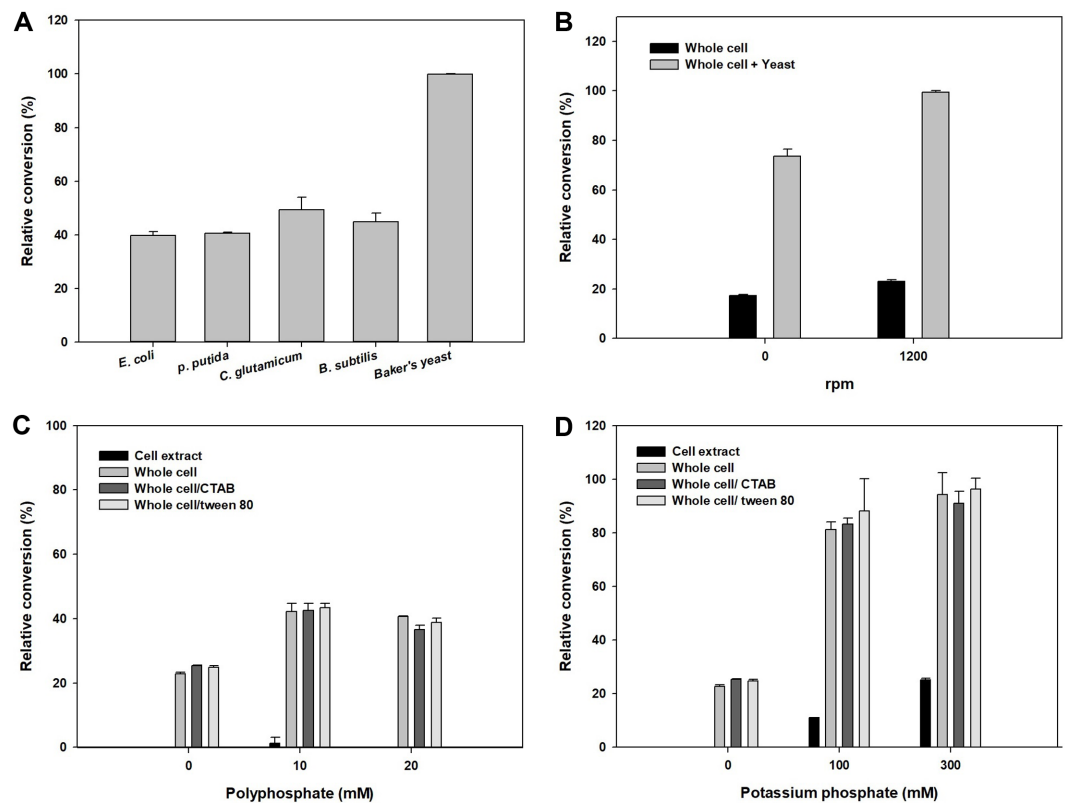 A
120
100
80
60
40
20
0
Relative conversion (%)
E. coli
p. putida
C. glutamicum
B. subtilis
Baker's yeast
B
120
100
80
60
40
20
0
Relative conversion (%)
Whole cell
Whole cell + Yeast
0 1200
rpm
C
100
80
60
40
20
0
Relative conversion (%)
Cell extract
Whole cell
Whole cell/CTAB
Whole cell/tween 80
0 10 20
Polyphosphate (mM)
D
120
100
80
60
40
20
0
Relative conversion (%)
Cell extract
Whole cell
Whole cell/ CTAB
Whole cell/ tween 80
0 100 300
Potassium phosphate (mM)